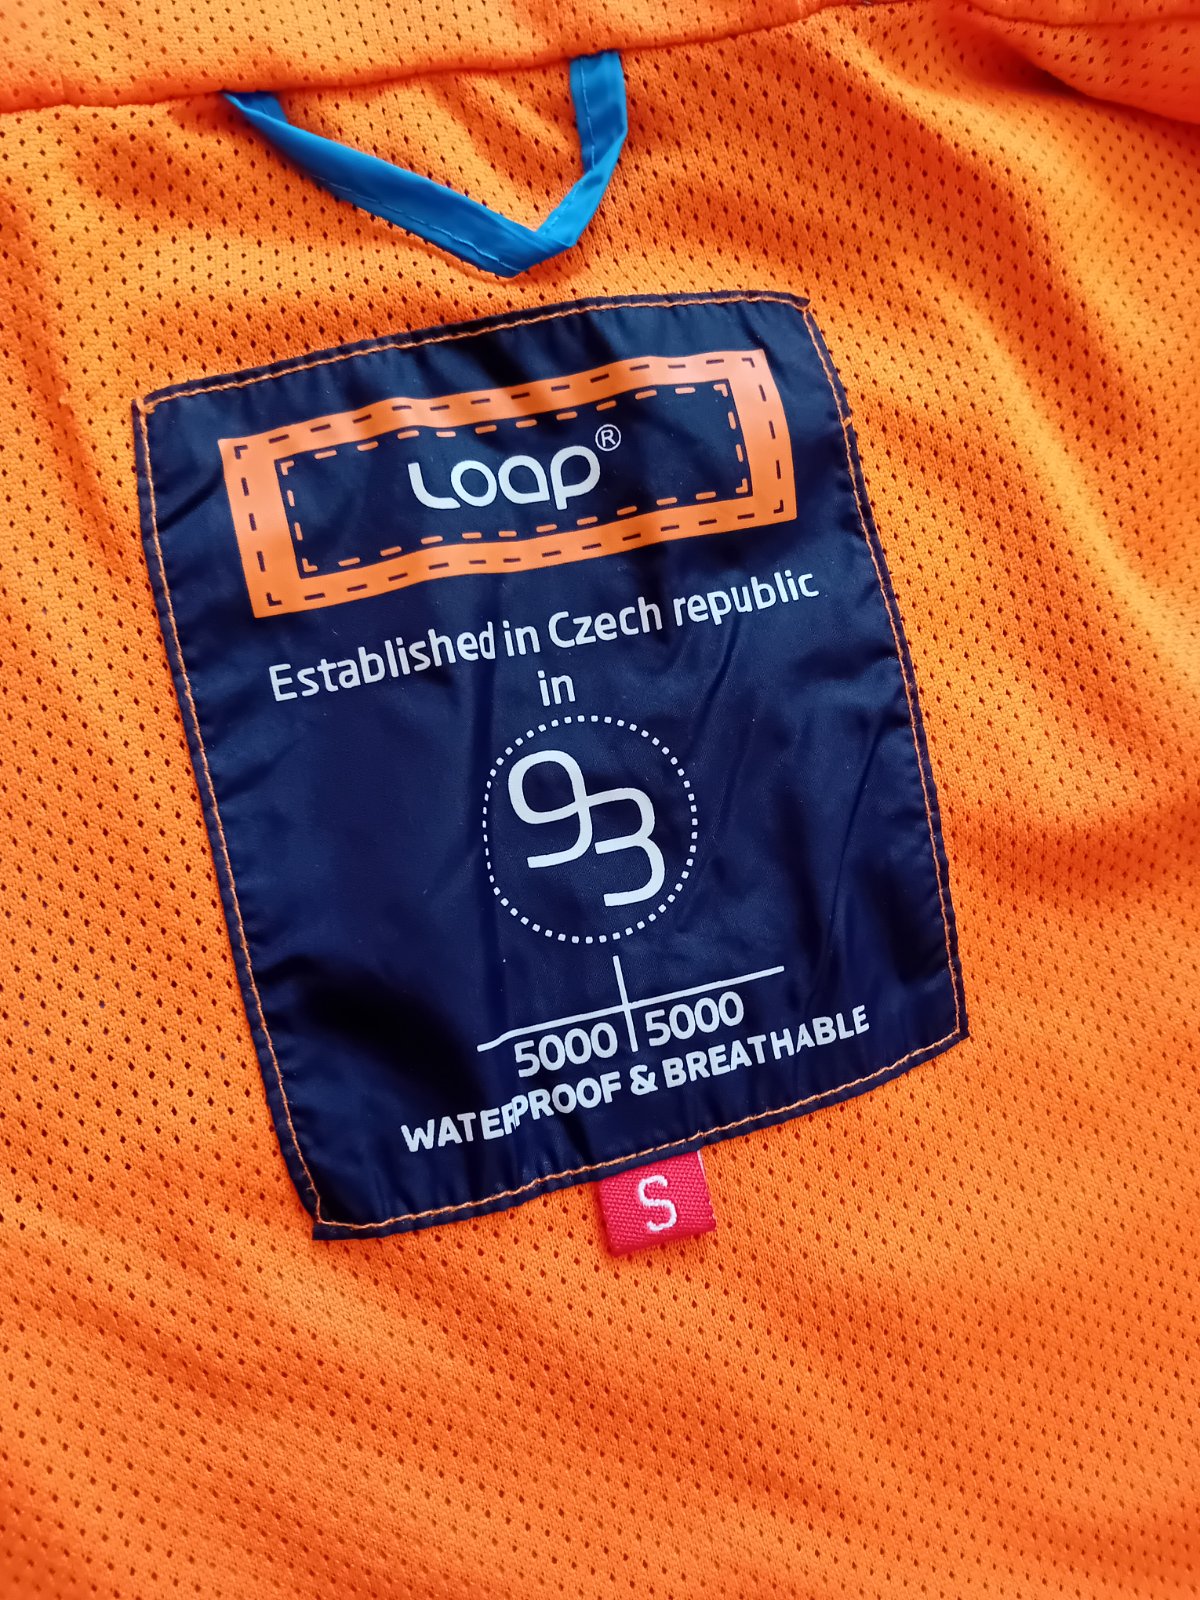 Loap®
Established in Czech republic
in
93
5000 5000
WATERPROOF & BREATHABLE
S